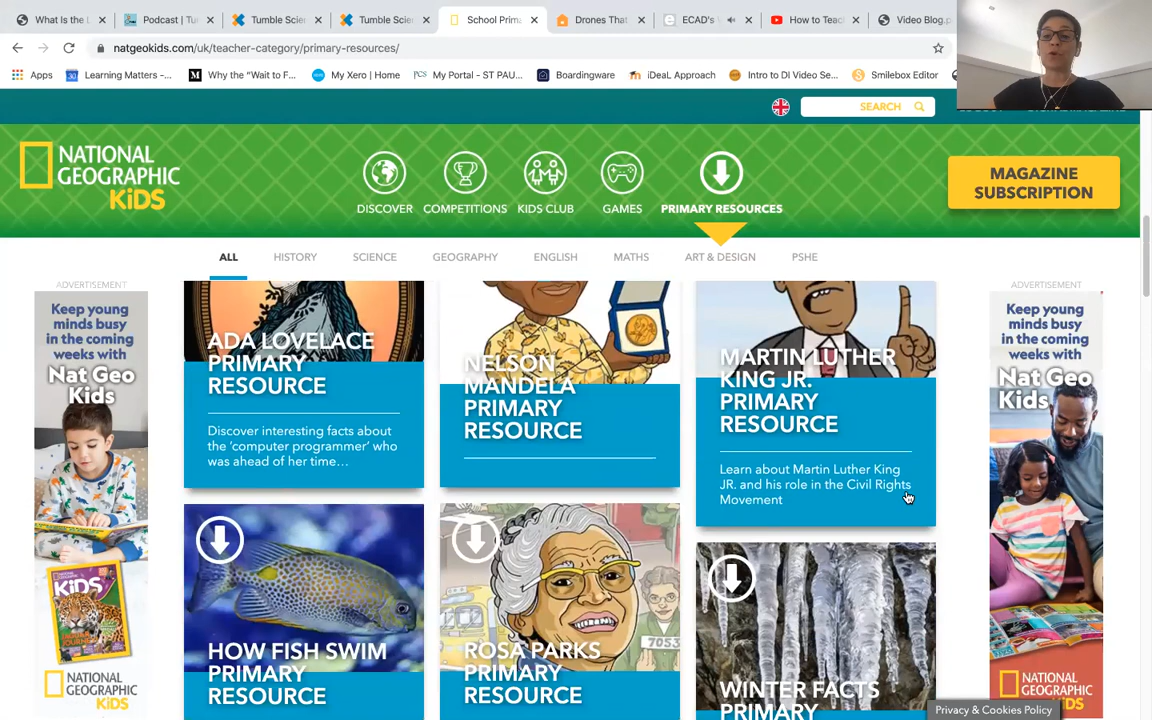 What Is the L
Podcast | Tu
Tumble Scie
Tumble Scie
School Prima
Drones That
ECAD's
How to Teac
Video Blog.p
natgeokids.com/uk/teacher-category/primary-resources/
Apps
Learning Matters -...
Why the "Wait to F...
My Xero | Home
My Portal - ST PAU...
Boardingware
iDeaL Approach
Intro to DI Video Se...
Smilebox Editor
SEARCH
NATIONAL
GEOGRAPHIC
KiDS
DISCOVER
COMPETITIONS
KIDS CLUB
GAMES
PRIMARY RESOURCES
MAGAZINE
SUBSCRIPTION
ALL
HISTORY
SCIENCE
GEOGRAPHY
ENGLISH
MATHS
ART & DESIGN
PSHE
ADVERTISEMENT
Keep young
minds busy
in the coming
weeks with
Nat Geo
Kids
KiDS
NATIONAL
GEOGRAPHIC
KiDS
ADA LOVELACE
PRIMARY
RESOURCE
Discover interesting facts about
the 'computer programmer' who
was ahead of her time...
NELSON
MANDELA
PRIMARY
RESOURCE
MARTIN LUTHER
KING JR.
PRIMARY
RESOURCE
Learn about Martin Luther King
JR. and his role in the Civil Rights
Movement
HOW FISH SWIM
PRIMARY
RESOURCE
7053
ROSA PARKS
PRIMARY
RESOURCE
WINTER FACTS
PRIMARY
ADVERTISEMENT
Keep young
minds busy
in the coming
weeks with
Nat Geo
Kids
NATIONAL
GEOGRAPHIC
KiDS
Privacy & Cookies Policy